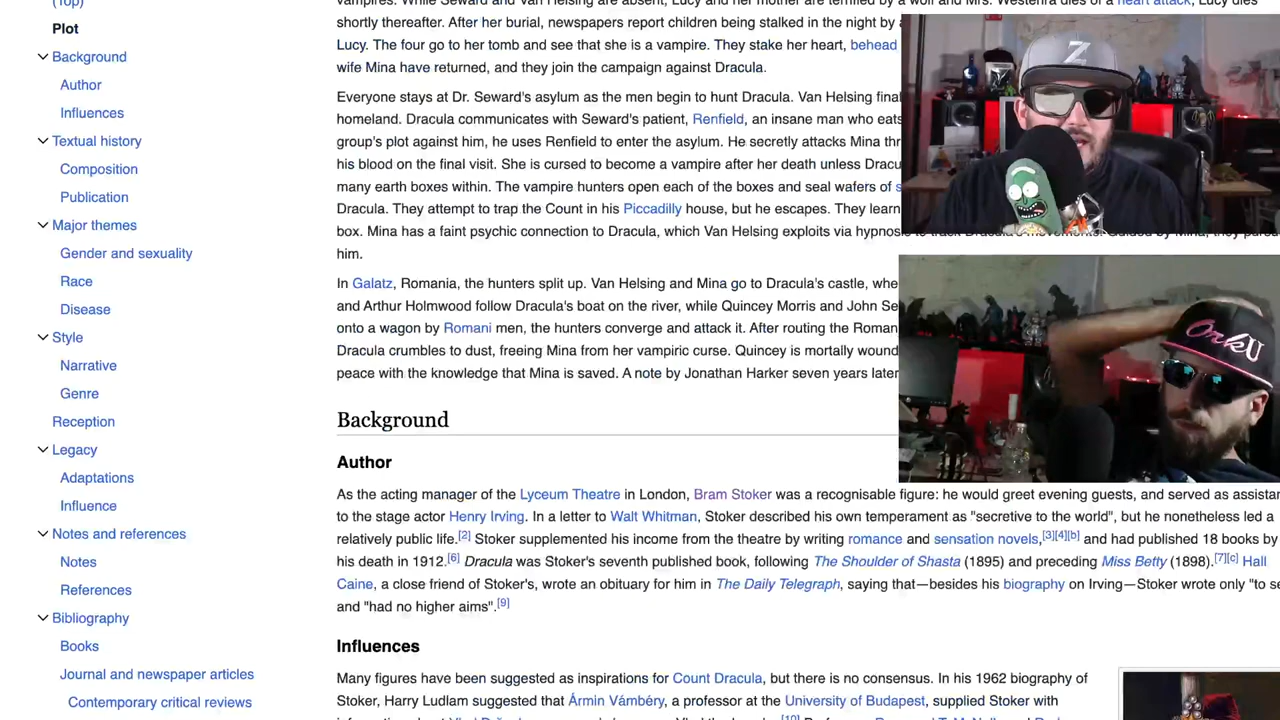 (Top)
Plot
Background
Author
Influences
Textual history
Composition
Publication
Major themes
Gender and sexuality
Race
Disease
Style
Narrative
Genre
Reception
Legacy
Adaptations
Influence
Notes and references
Notes
References
Bibliography
Books
Journal and newspaper articles
Contemporary critical reviews
vampires. While Seward and Van Helsing are absent, Lucy and her mother are terrified by a wolf and Mrs. Westenra dies of a heart attack; Lucy dies
shortly thereafter. After her burial, newspapers report children being stalked in the night by a
Lucy. The four go to her tomb and see that she is a vampire. They stake her heart, behead
wife Mina have returned, and they join the campaign against Dracula.
Everyone stays at Dr. Seward's asylum as the men begin to hunt Dracula. Van Helsing final
homeland. Dracula communicates with Seward's patient, Renfield, an insane man who eats
group's plot against him, he uses Renfield to enter the asylum. He secretly attacks Mina thr
his blood on the final visit. She is cursed to become a vampire after her death unless Dracu
many earth boxes within. The vampire hunters open each of the boxes and seal wafers of s
Dracula. They attempt to trap the Count in his Piccadilly house, but he escapes. They learn
box. Mina has a faint psychic connection to Dracula, which Van Helsing exploits via hypnosis to track Dracula's movements. Guided by Mina, they pursue
him.
In Galatz, Romania, the hunters split up. Van Helsing and Mina go to Dracula's castle, whe
and Arthur Holmwood follow Dracula's boat on the river, while Quincey Morris and John Se
onto a wagon by Romani men, the hunters converge and attack it. After routing the Roman
Dracula crumbles to dust, freeing Mina from her vampiric curse. Quincey is mortally wound
peace with the knowledge that Mina is saved. A note by Jonathan Harker seven years later
Background
Author
As the acting manager of the Lyceum Theatre in London, Bram Stoker was a recognisable figure: he would greet evening guests, and served as assistan
to the stage actor Henry Irving. In a letter to Walt Whitman, Stoker described his own temperament as "secretive to the world", but he nonetheless led a
relatively public life.[2] Stoker supplemented his income from the theatre by writing romance and sensation novels,[3][4][b] and had published 18 books by
his death in 1912.[6] Dracula was Stoker's seventh published book, following The Shoulder of Shasta (1895) and preceding Miss Betty (1898).[7][c] Hall
Caine, a close friend of Stoker's, wrote an obituary for him in The Daily Telegraph, saying that—besides his biography on Irving—Stoker wrote only "to se
and "had no higher aims".[9]
Influences
Many figures have been suggested as inspirations for Count Dracula, but there is no consensus. In his 1962 biography of
Stoker, Harry Ludlam suggested that Ármin Vámbéry, a professor at the University of Budapest, supplied Stoker with
Z
OrkU